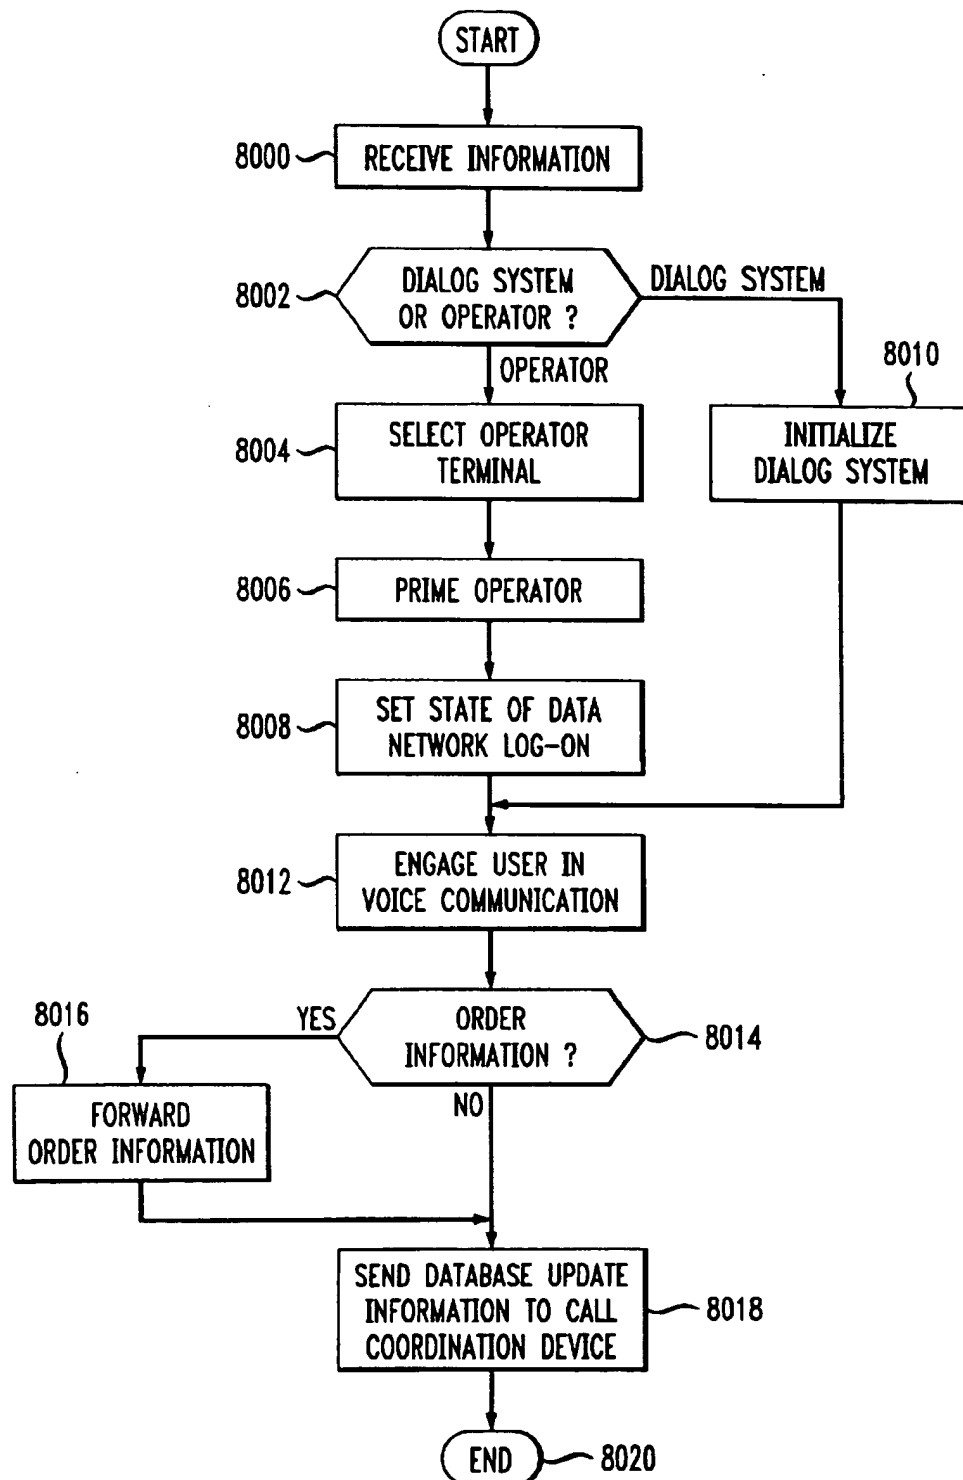 START
8000
RECEIVE INFORMATION
8002
DIALOG SYSTEM
OR OPERATOR ?
DIALOG SYSTEM
OPERATOR
8010
8004
SELECT OPERATOR
TERMINAL
INITIALIZE
DIALOG SYSTEM
8006
PRIME OPERATOR
8008
SET STATE OF DATA
NETWORK LOG-ON
8012
ENGAGE USER IN
VOICE COMMUNICATION
8016
YES
ORDER
INFORMATION ?
8014
NO
FORWARD
ORDER INFORMATION
SEND DATABASE UPDATE
INFORMATION TO CALL
COORDINATION DEVICE
8018
END
8020